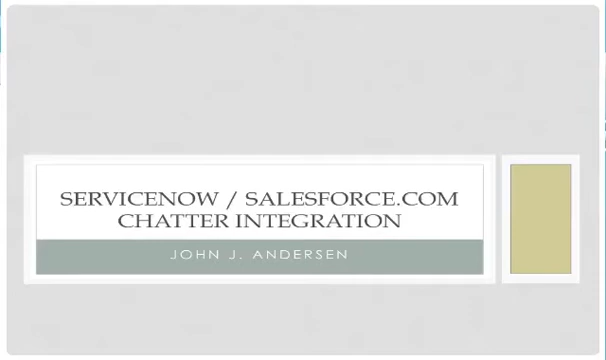 SERVICENOW / SALESFORCE.COM
CHATTER INTEGRATION
JOHN J. ANDERSEN